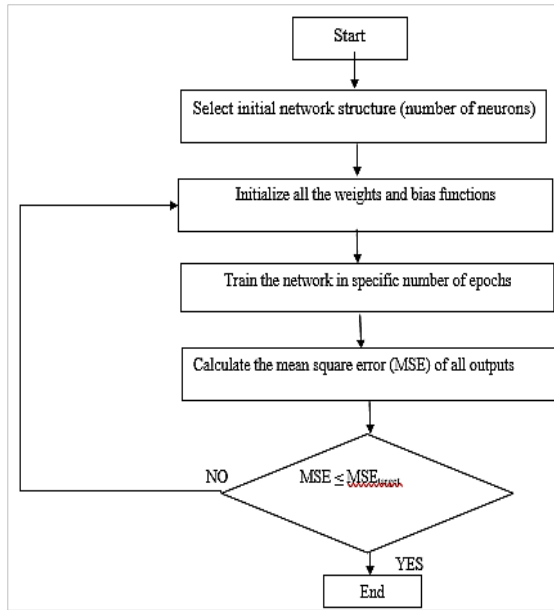 Start
Select initial network structure (number of neurons)
Initialize all the weights and bias functions
Train the network in specific number of epochs
Calculate the mean square error (MSE) of all outputs
NO
MSE ≤ MSEtarget
YES
End